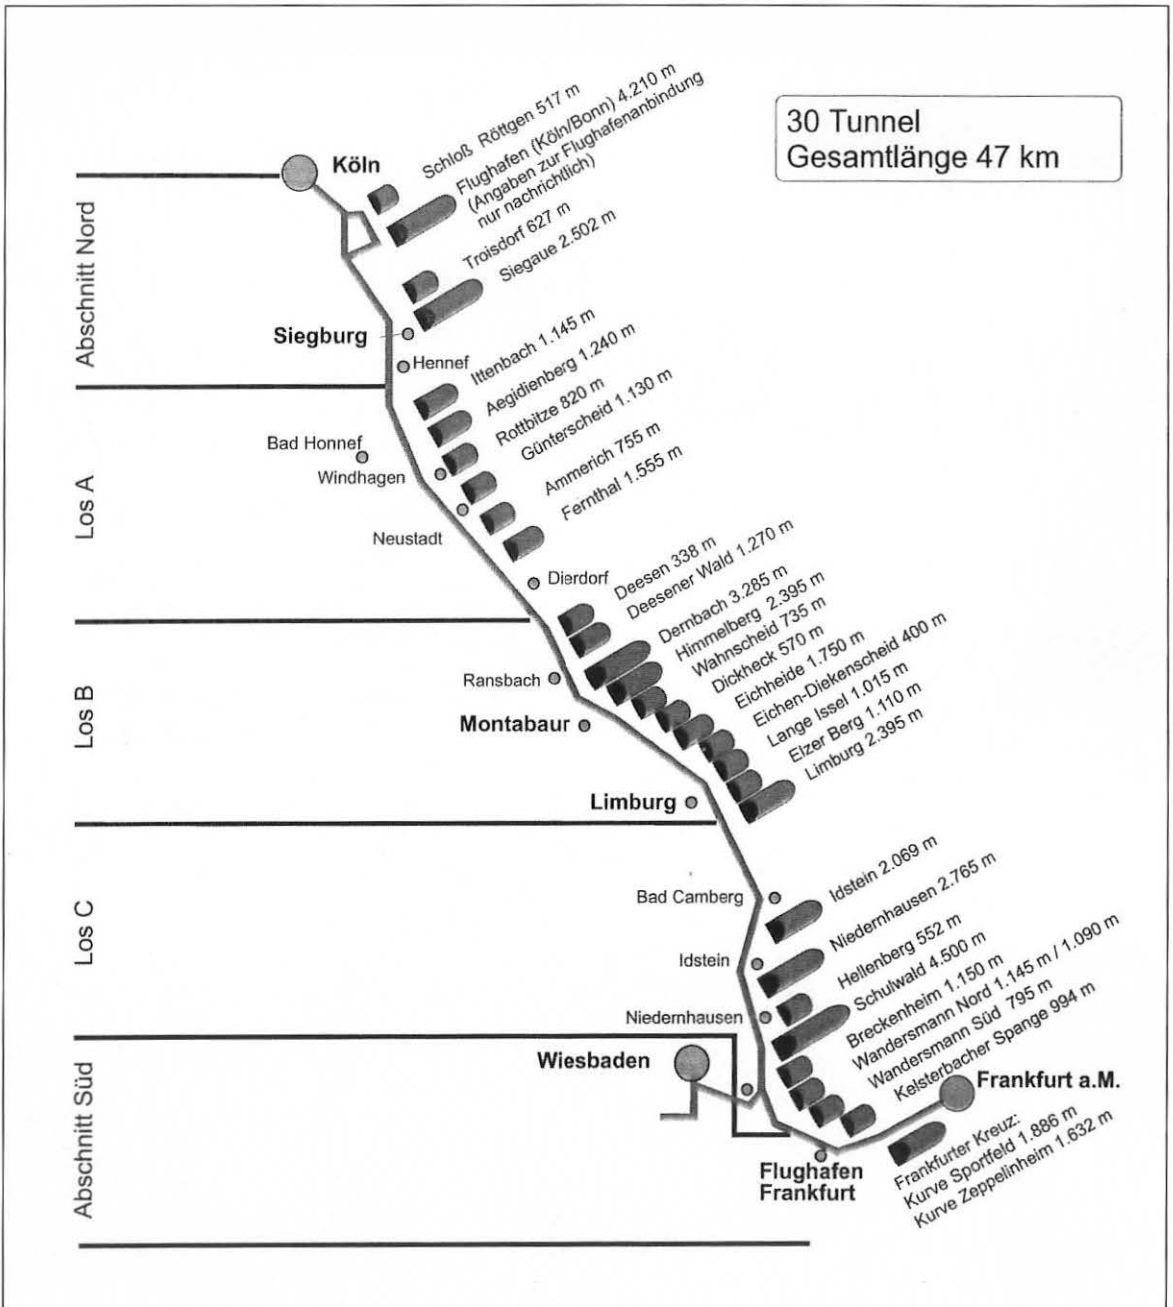 30 Tunnel
Gesamtlänge 47 km
Abschnitt Nord
Los A
Los B
Los C
Abschnitt Süd
Köln
Schloß Röttgen 517 m
Flughafen (Köln/Bonn) 4.210 m
(Angaben zur Flughafenanbindung
nur nachrichtlich)
Troisdorf 627 m
Siegaue 2.502 m
Siegburg
Hennef
Ittenbach 1.145 m
Aegidienberg 1.240 m
Rottbitze 820 m
Günterscheid 1.130 m
Ammerich 755 m
Fernthal 1.555 m
Bad Honnef
Windhagen
Neustadt
Dierdorf
Deesen 338 m
Deesener Wald 1.270 m
Dernbach 3.285 m
Himmelberg 2.395 m
Wahnscheid 735 m
Dickheck 570 m
Eichheide 1.750 m
Eichen-Diekenscheid 400 m
Lange Issel 1.015 m
Elzer Berg 1.110 m
Limburg 2.395 m
Ransbach
Montabaur
Limburg
Bad Camberg
Idstein 2.069 m
Niedernhausen 2.765 m
Hellenberg 552 m
Schulwald 4.500 m
Breckenheim 1.150 m
Wandersmann Nord 1.145 m / 1.090 m
Wandersmann Süd 795 m
Kelsterbacher Spange 994 m
Idstein
Niedernhausen
Wiesbaden
Frankfurt a.M.
Frankfurter Kreuz:
Kurve Sportfeld 1.886 m
Kurve Zeppelinheim 1.632 m
Flughafen
Frankfurt